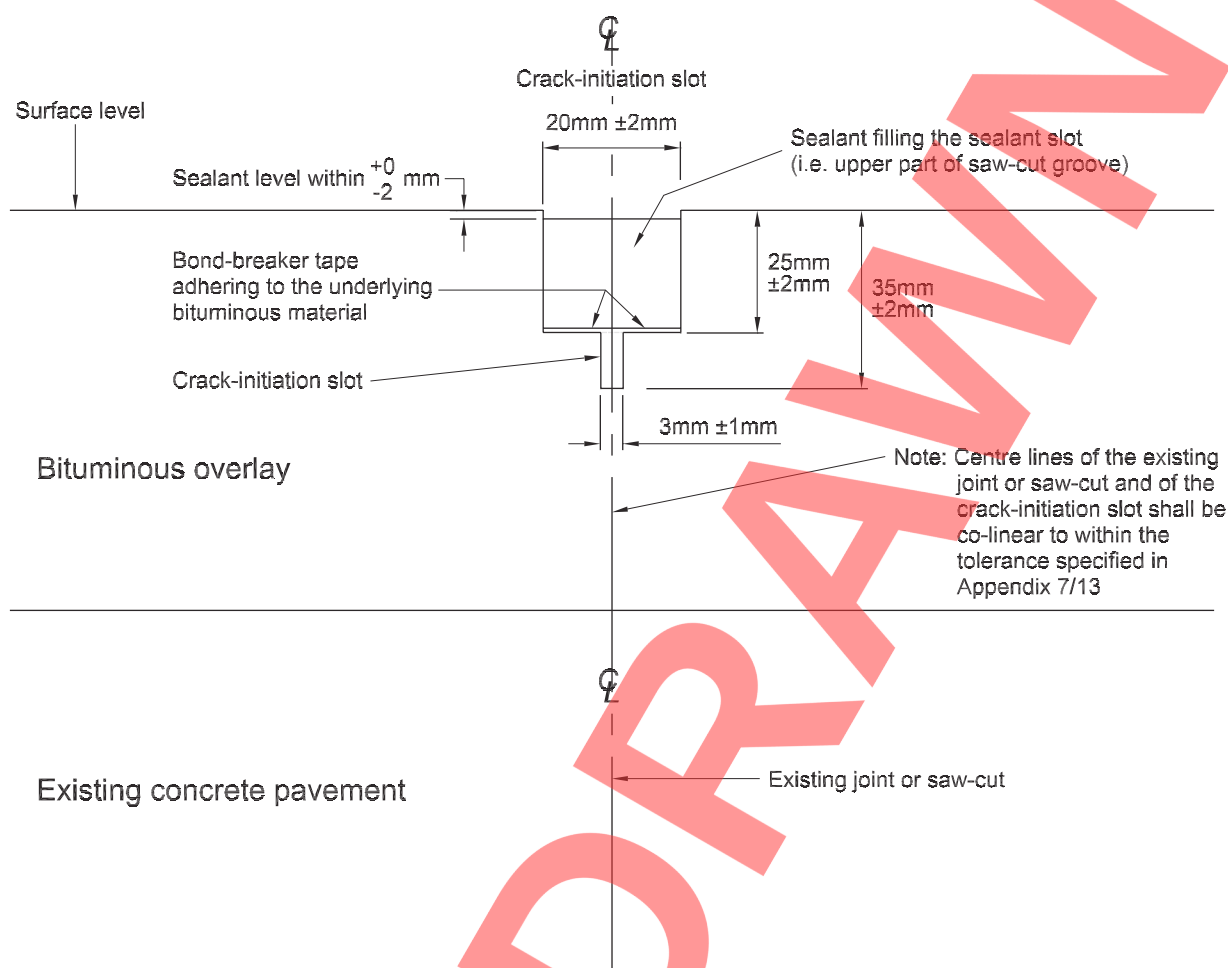 ℄
Crack-initiation slot
Surface level
20mm ±2mm
Sealant filling the sealant slot
(i.e. upper part of saw-cut groove)
Sealant level within +0 -2 mm
Bond-breaker tape
adhering to the underlying
bituminous material
25mm
±2mm
35mm
±2mm
Crack-initiation slot
3mm ±1mm
Bituminous overlay
Note: Centre lines of the existing
joint or saw-cut and of the
crack-initiation slot shall be
co-linear to within the
tolerance specified in
Appendix 7/13
℄
Existing concrete pavement
Existing joint or saw-cut
DRAWN